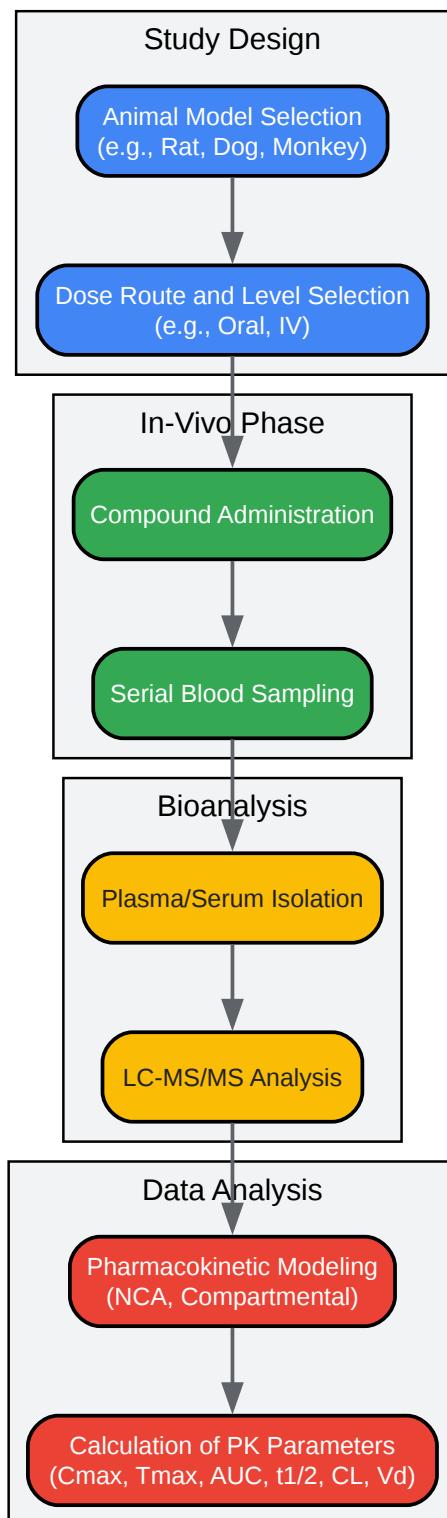 Study Design
Animal Model Selection
(e.g., Rat, Dog, Monkey)
Dose Route and Level Selection
(e.g., Oral, IV)
In-Vivo Phase
Compound Administration
Serial Blood Sampling
Bioanalysis
Plasma/Serum Isolation
LC-MS/MS Analysis
Data Analysis
Pharmacokinetic Modeling
(NCA, Compartmental)
Calculation of PK Parameters
(Cmax, Tmax, AUC, t1/2, CL, Vd)